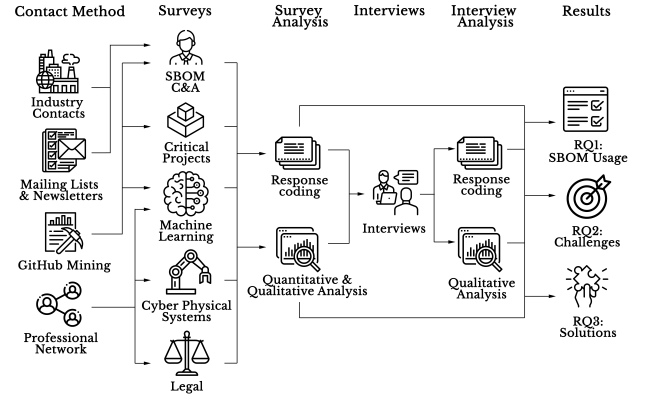 Contact Method
Surveys
Survey
Analysis
Interviews
Interview
Analysis
Results
Industry
Contacts
Mailing Lists
& Newsletters
GitHub Mining
Professional
Network
SBOM
C&A
Critical
Projects
Machine
Learning
Cyber Physical
Systems
Legal
Response
coding
Quantitative &
Qualitative Analysis
Interviews
Response
coding
Qualitative
Analysis
RQ1:
SBOM Usage
RQ2:
Challenges
RQ3:
Solutions